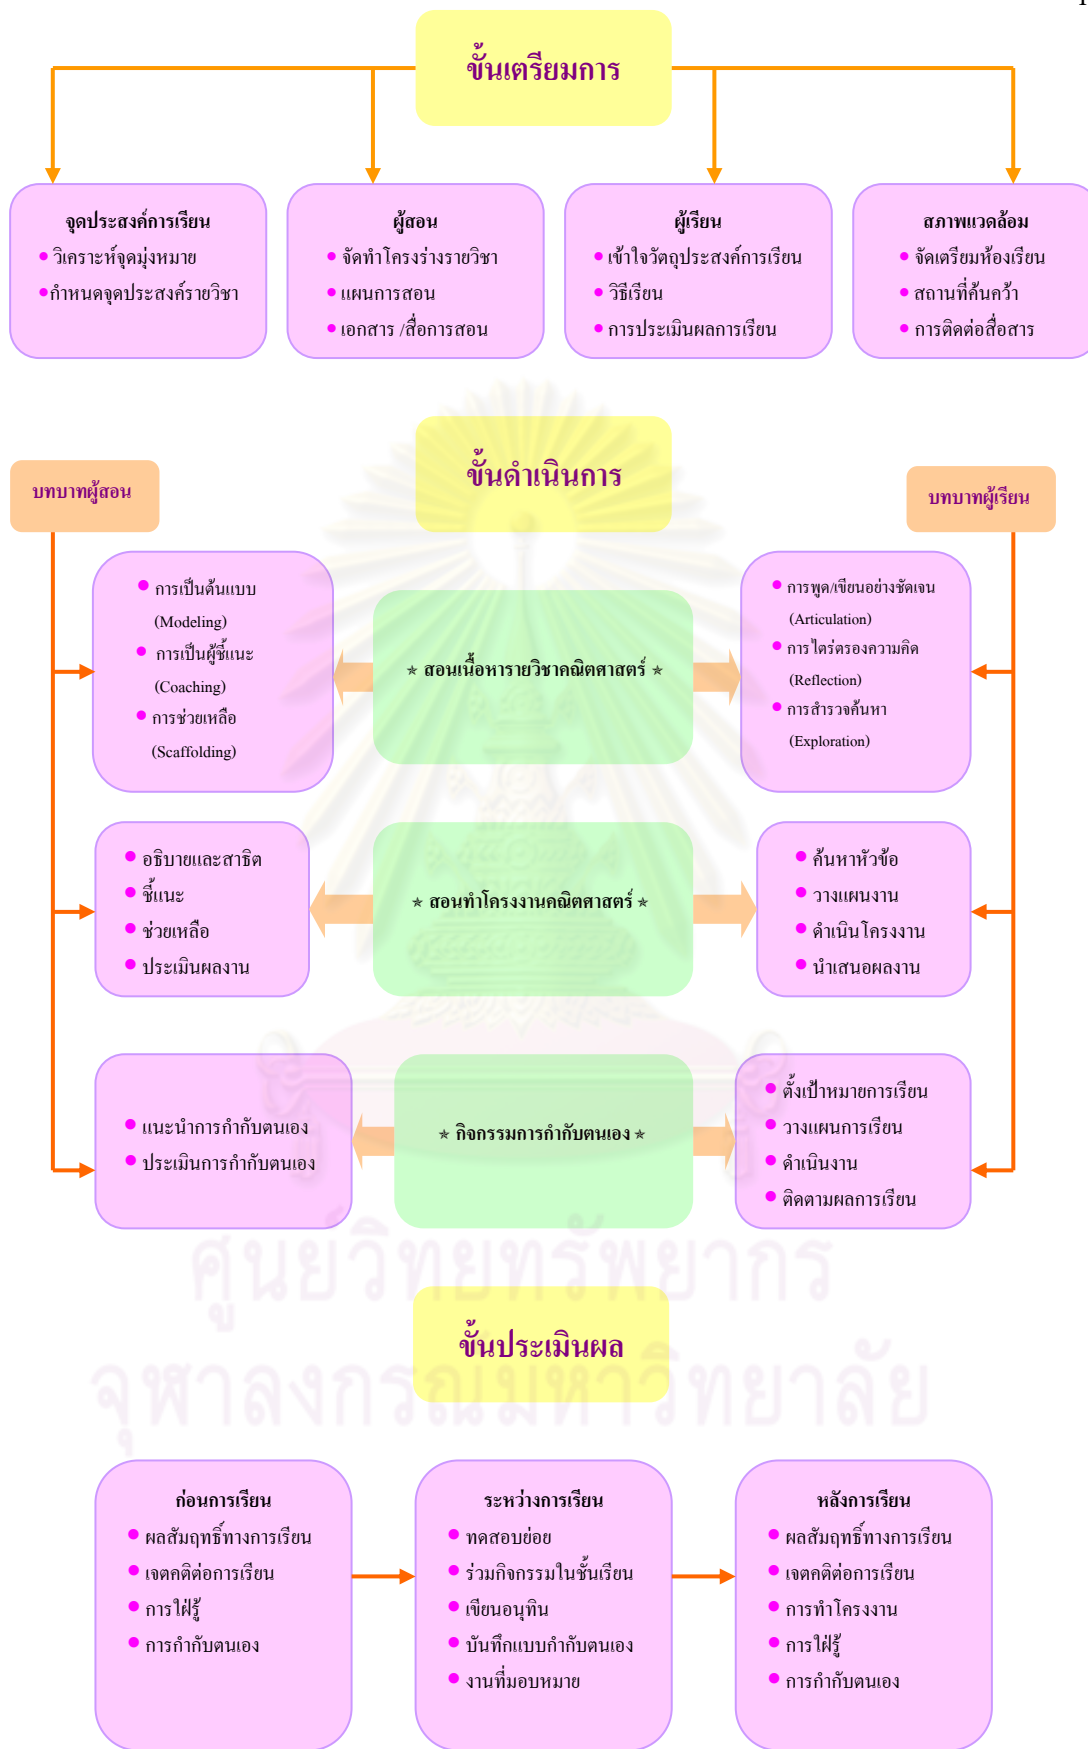 ขั้นเตรียมการ
จุดประสงค์การเรียน
วิเคราะห์จุดมุ่งหมาย
กำหนดจุดประสงค์รายวิชา
ผู้สอน
จัดทำโครงร่างรายวิชา
แผนการสอน
เอกสาร /สื่อการสอน
ผู้เรียน
เข้าใจวัตถุประสงค์การเรียน
วิธีเรียน
การประเมินผลการเรียน
สภาพแวดล้อม
จัดเตรียมห้องเรียน
สถานที่ค้นคว้า
การติดต่อสื่อสาร
ขั้นดำเนินการ
บทบาทผู้สอน
บทบาทผู้เรียน
การเป็นต้นแบบ
(Modeling)
การเป็นผู้ชี้แนะ
(Coaching)
การช่วยเหลือ
(Scaffolding)
✯ สอนเนื้อหารายวิชาคณิตศาสตร์ ✯
การพูด/เขียนอย่างชัดเจน
(Articulation)
การไตร่ตรองความคิด
(Reflection)
การสำรวจค้นหา
(Exploration)
อธิบายและสาธิต
ชี้แนะ
ช่วยเหลือ
ประเมินผลงาน
✯ สอนทำโครงงานคณิตศาสตร์ ✯
ค้นหาหัวข้อ
วางแผนงาน
ดำเนินโครงงาน
นำเสนอผลงาน
แนะนำการกำกับตนเอง
ประเมินการกำกับตนเอง
✯ กิจกรรมการกำกับตนเอง ✯
ตั้งเป้าหมายการเรียน
วางแผนการเรียน
ดำเนินงาน
ติดตามผลการเรียน
ศูนย์วิทยทรัพยากร
จุฬาลงกรณ์มหาวิทยาลัย
ขั้นประเมินผล
ก่อนการเรียน
ผลสัมฤทธิ์ทางการเรียน
เจตคติต่อการเรียน
การใฝ่รู้
การกำกับตนเอง
ระหว่างการเรียน
ทดสอบย่อย
ร่วมกิจกรรมในชั้นเรียน
เขียนอนุทิน
บันทึกแบบกำกับตนเอง
งานที่มอบหมาย
หลังการเรียน
ผลสัมฤทธิ์ทางการเรียน
เจตคติต่อการเรียน
การทำโครงงาน
การใฝ่รู้
การกำกับตนเอง